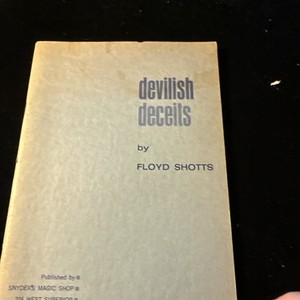 devilish
deceits
by
FLOYD SHOTTS
Published by
SNYDER'S MAGIC SHOP
WEST SUPERIOR